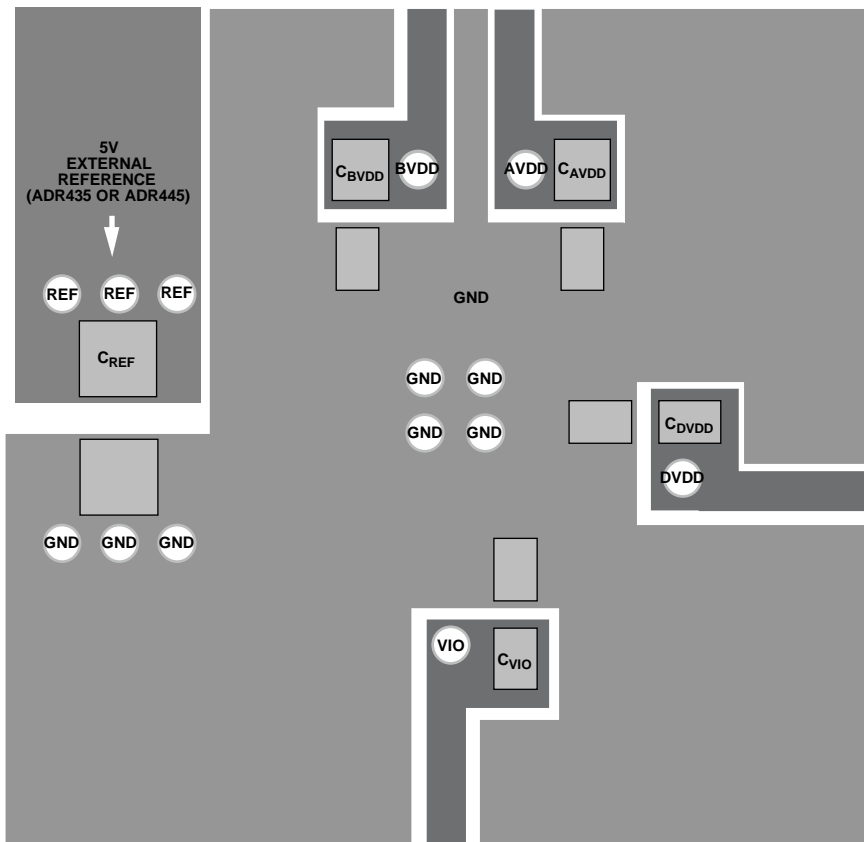 5V
EXTERNAL
REFERENCE
(ADR435 OR ADR445)
C_BVDD BVDD
AVDD C_AVDD
REF REF REF
C_REF
GND
GND GND
GND GND
C_DVDD
DVDD
GND GND GND
VIO C_VIO